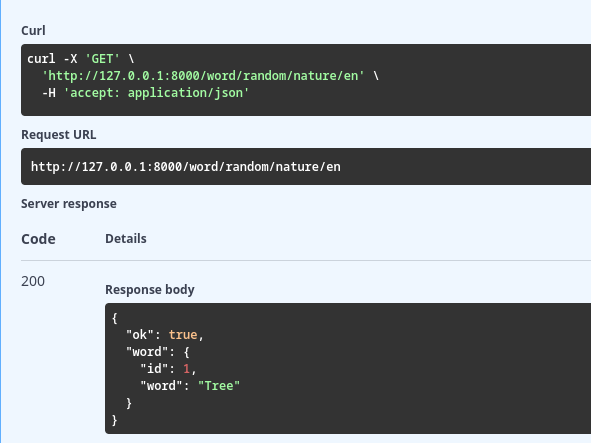 Curl
curl -X 'GET' \
  'http://127.0.0.1:8000/word/random/nature/en' \
  -H 'accept: application/json'
Request URL
http://127.0.0.1:8000/word/random/nature/en
Server response
Code Details
200
Response body
{
  "ok": true,
  "word": {
    "id": 1,
    "word": "Tree"
  }
}